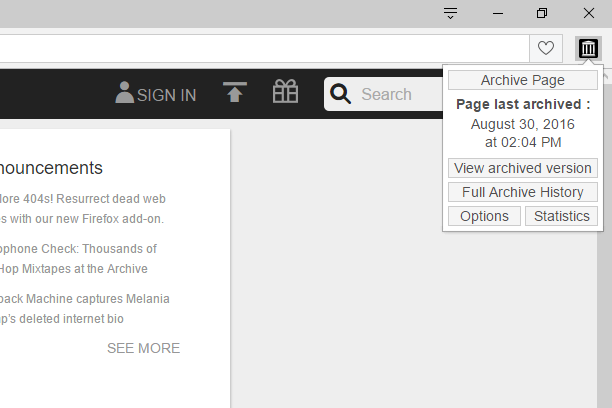 SIGN IN
Search
Archive Page
Page last archived :
August 30, 2016
at 02:04 PM
View archived version
Full Archive History
Options
Statistics
nouncements
lore 404s! Resurrect dead web
es with our new Firefox add-on.
ophone Check: Thousands of
Hop Mixtapes at the Archive
back Machine captures Melania
mp's deleted internet bio
SEE MORE